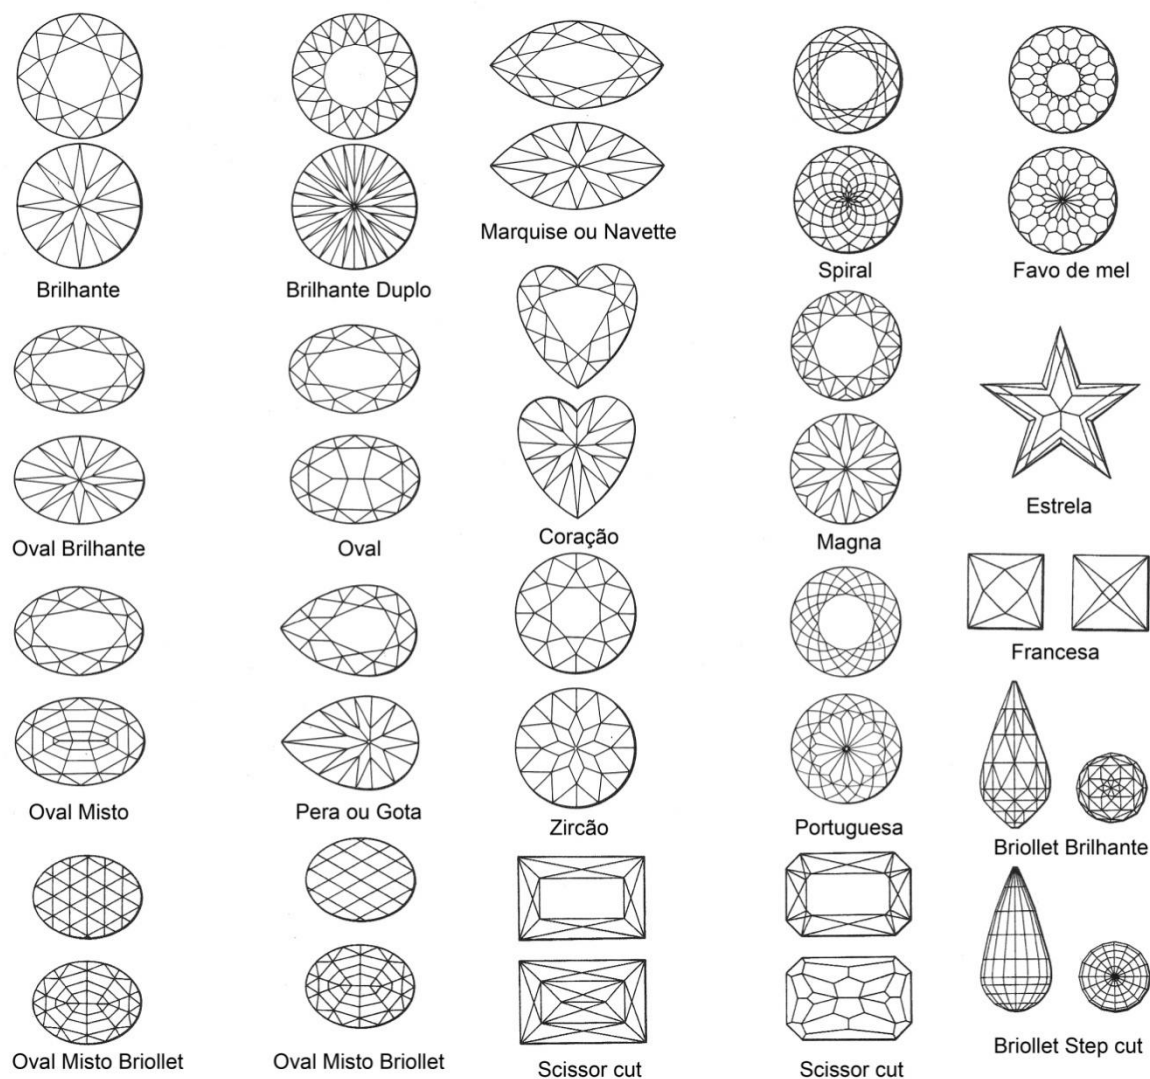 Brilhante
Brilhante Duplo
Marquise ou Navette
Spiral
Favo de mel
Oval Brilhante
Oval
Coração
Magna
Estrela
Francesa
Oval Misto
Pera ou Gota
Zircão
Portuguesa
Briollet Brilhante
Oval Misto Briollet
Oval Misto Briollet
Scissor cut
Scissor cut
Briollet Step cut